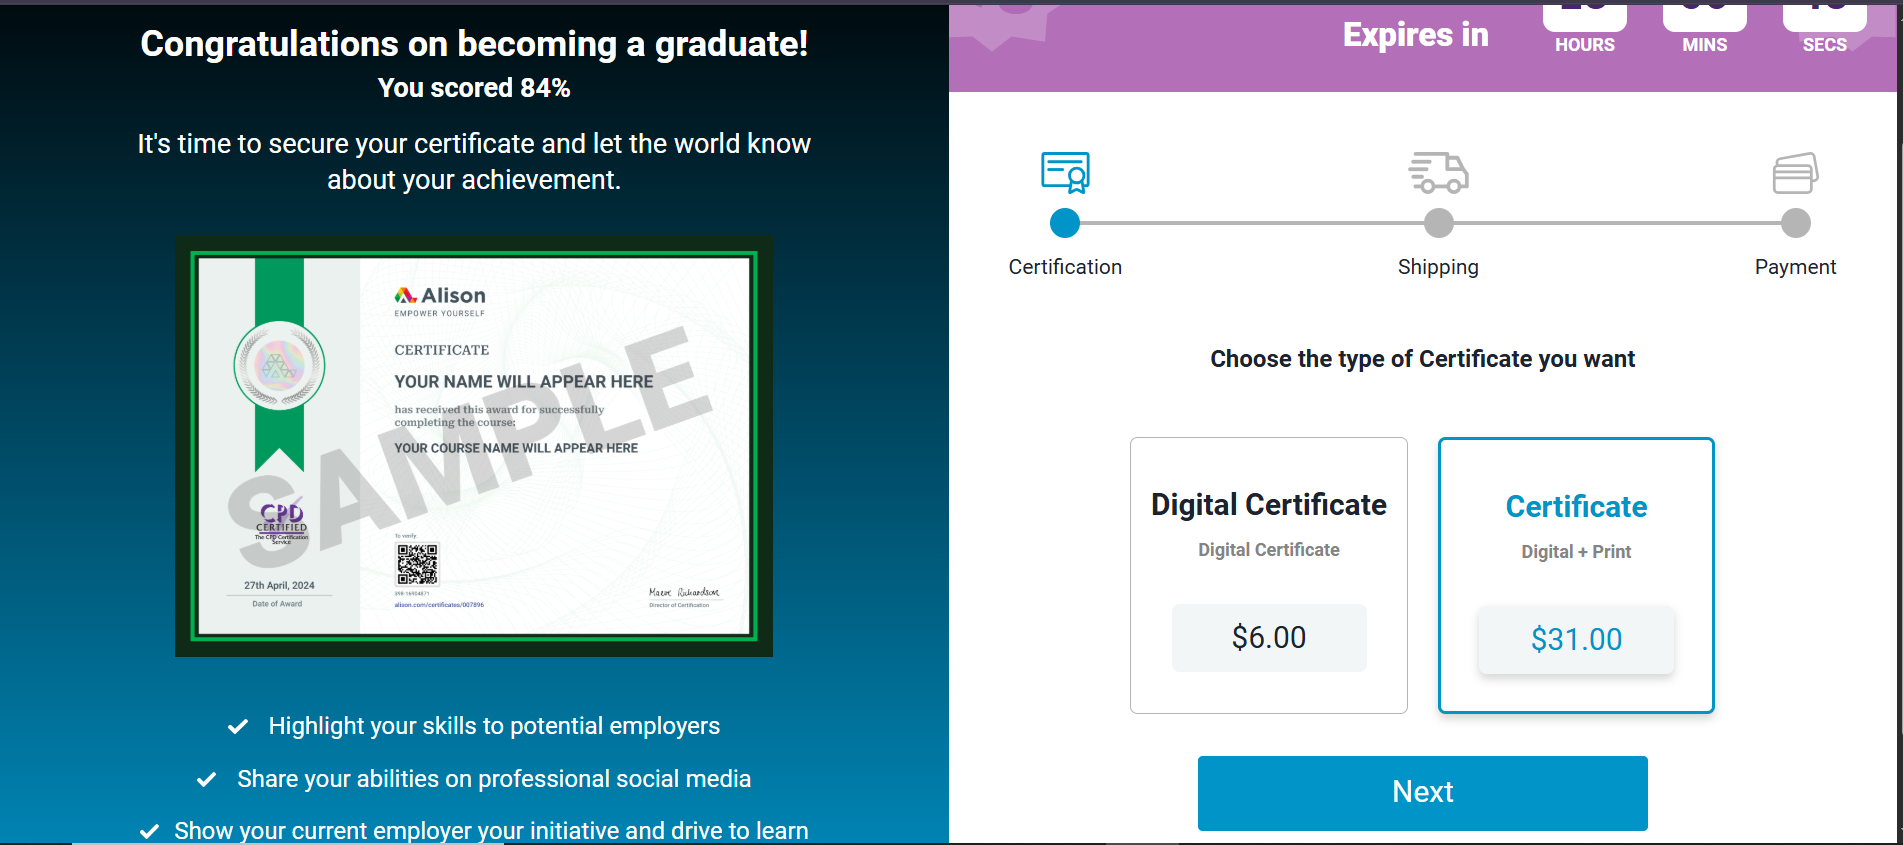 Congratulations on becoming a graduate!
You scored 84%
It's time to secure your certificate and let the world know
about your achievement.
Alison
EMPOWER YOURSELF
CERTIFICATE
YOUR NAME WILL APPEAR HERE
has received this award for successfully
completing the course:
YOUR COURSE NAME WILL APPEAR HERE
SAMPLE
CPD
CERTIFIED
The CPD Certification
Service
27th April, 2024
Date of Award
To verify:
alison.com/certificates/007896
Director of Certification
Highlight your skills to potential employers
Share your abilities on professional social media
Show your current employer your initiative and drive to learn
Expires in
HOURS
MINS
SECS
Certification
Shipping
Payment
Choose the type of Certificate you want
Digital Certificate
Digital Certificate
$6.00
Certificate
Digital + Print
$31.00
Next